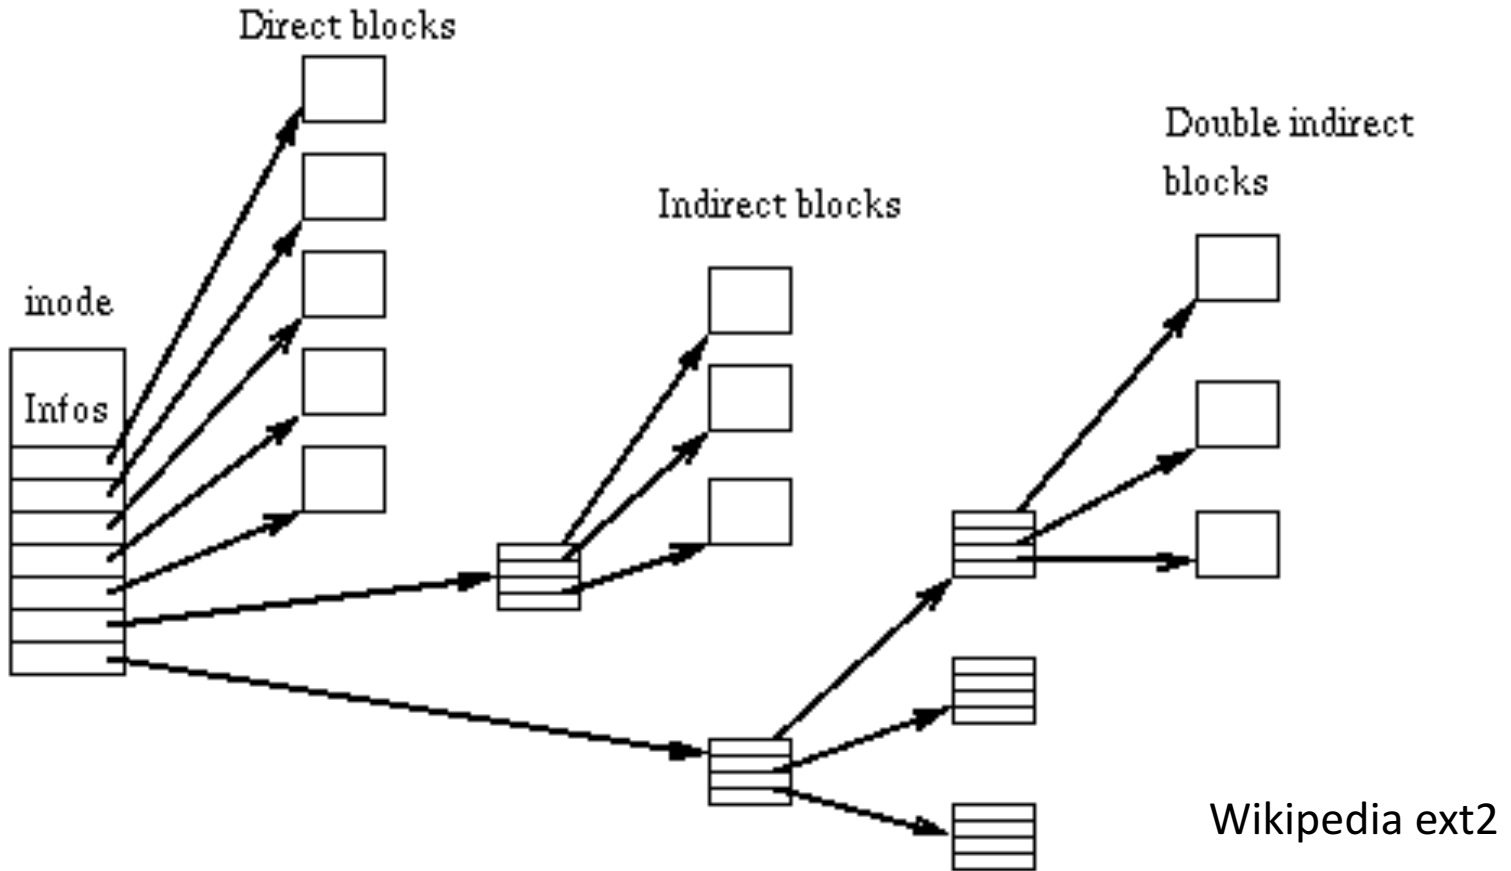 Direct blocks
Double indirect
blocks
Indirect blocks
inode
Infos
Wikipedia ext2